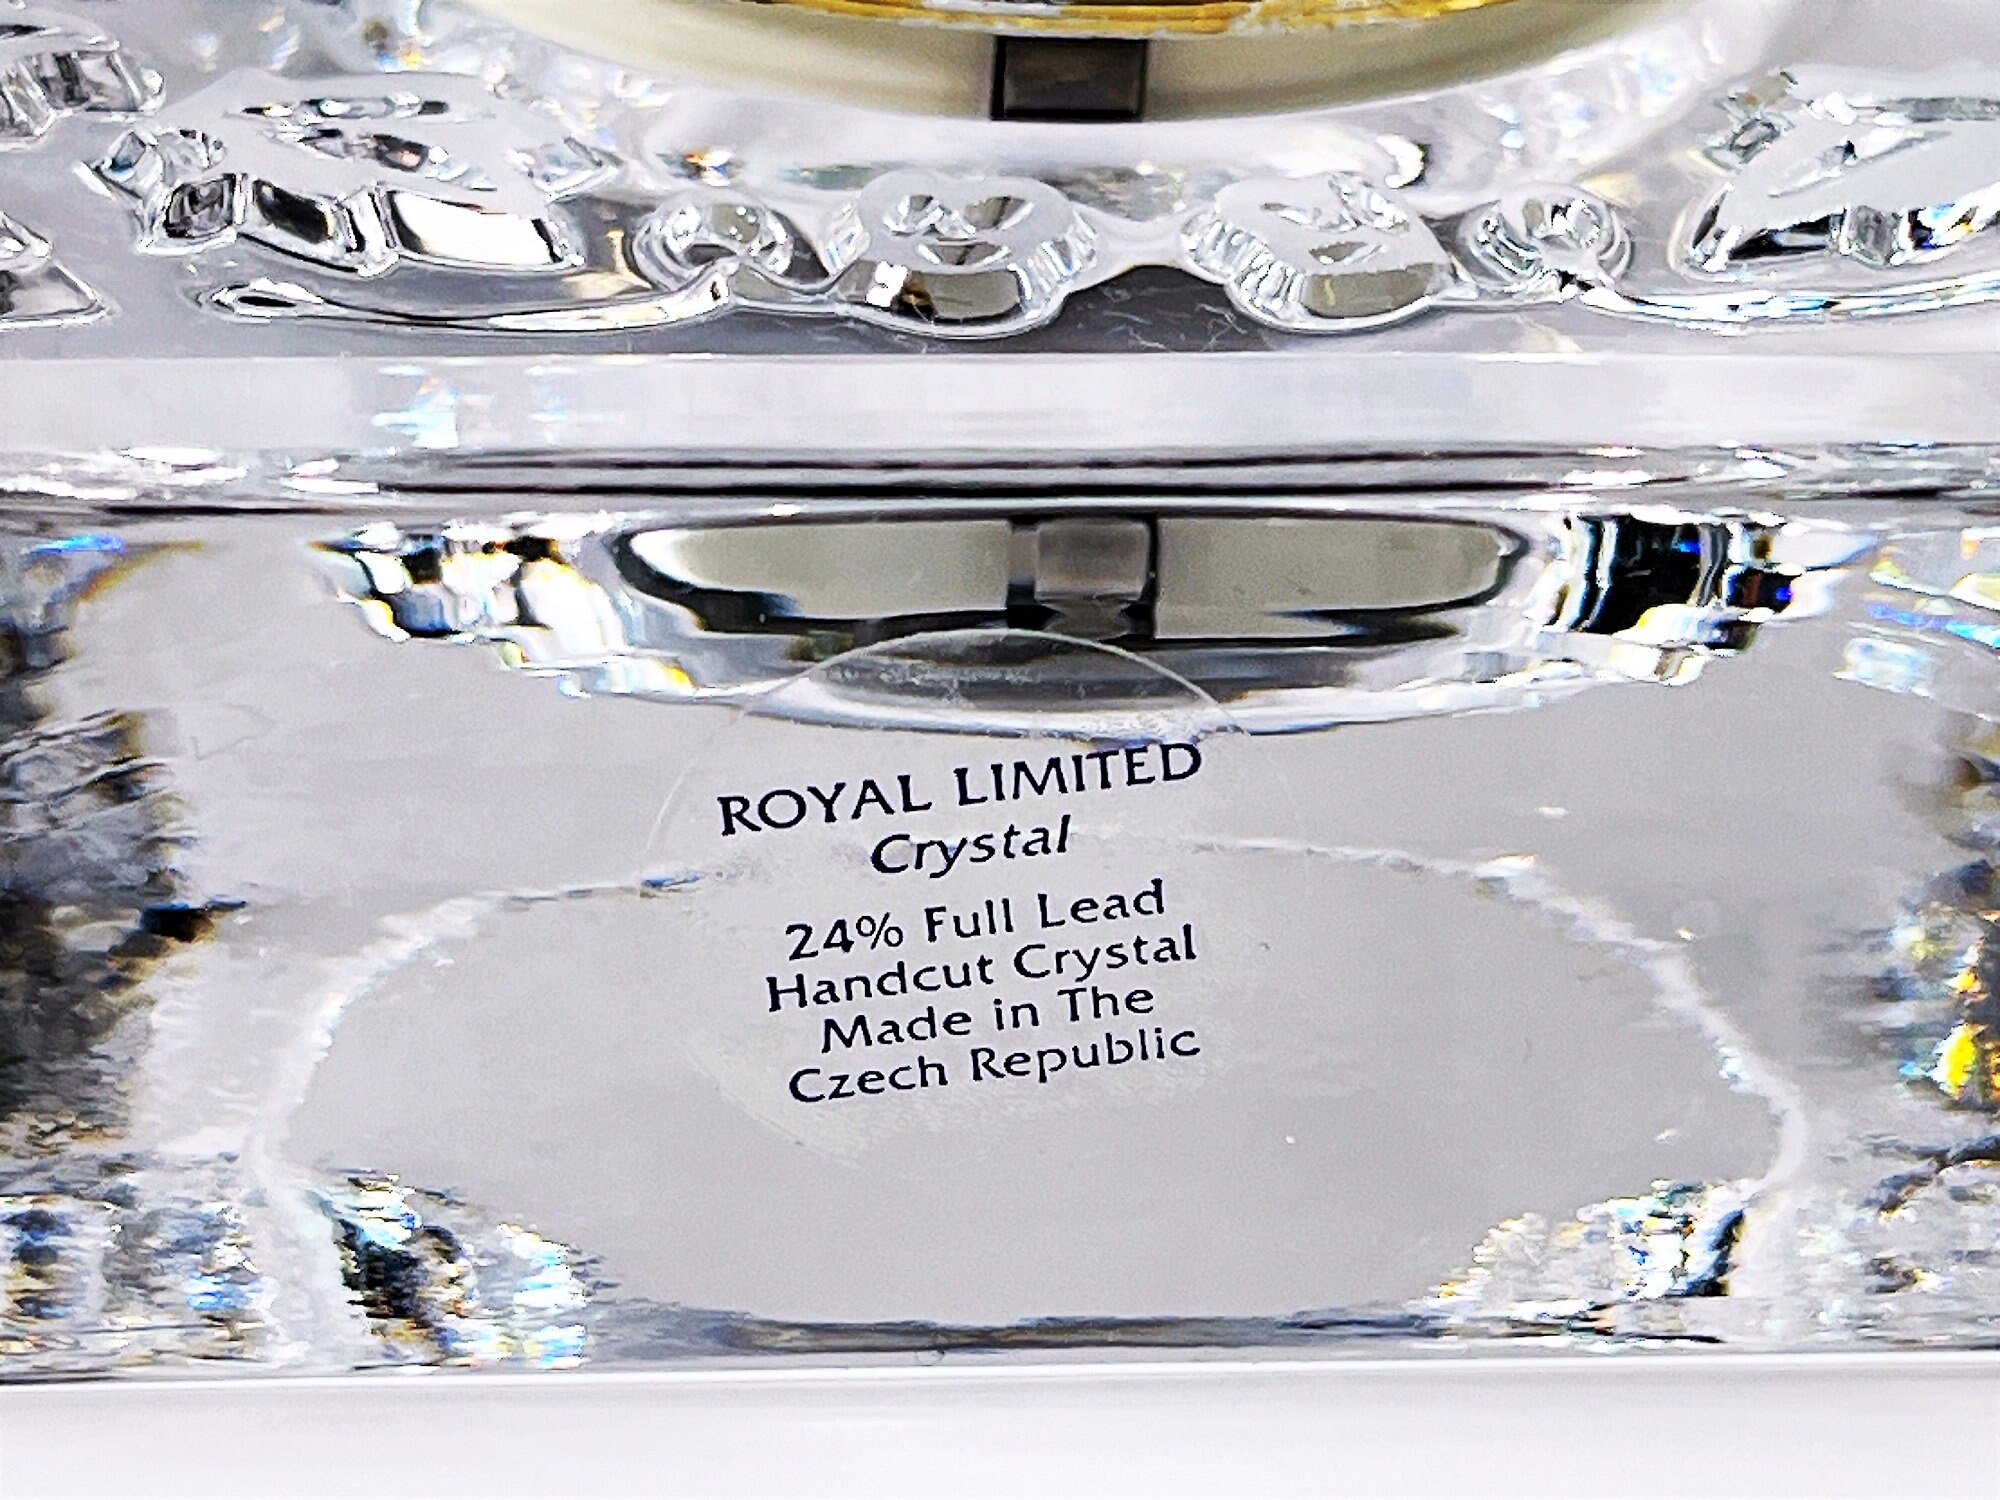 ROYAL LIMITED
Crystal
24% Full Lead
Handcut Crystal
Made in The
Czech Republic